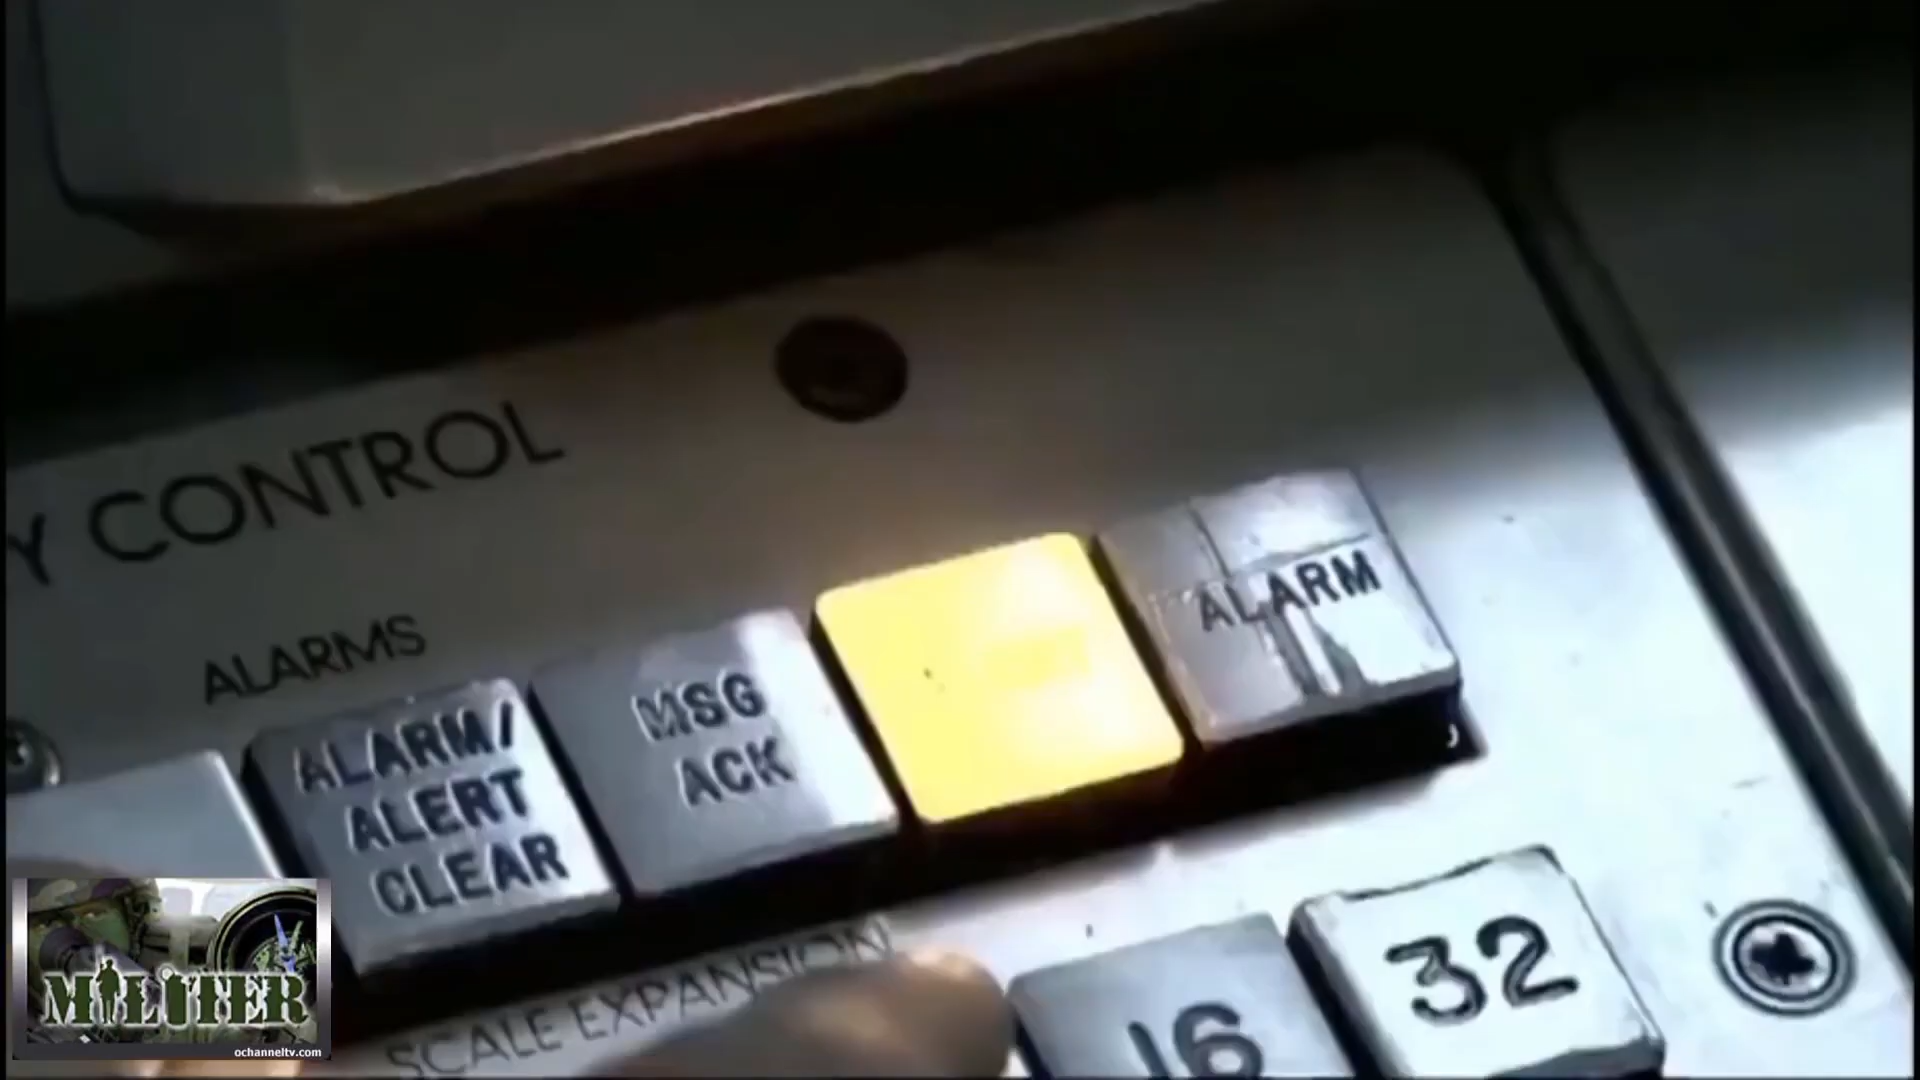 Y CONTROL
ALARMS
ALARM/
ALERT
CLEAR
MSG
ACK
ALARM
SCALE EXPANSION
16
32
MILITER
ochanneltv.com